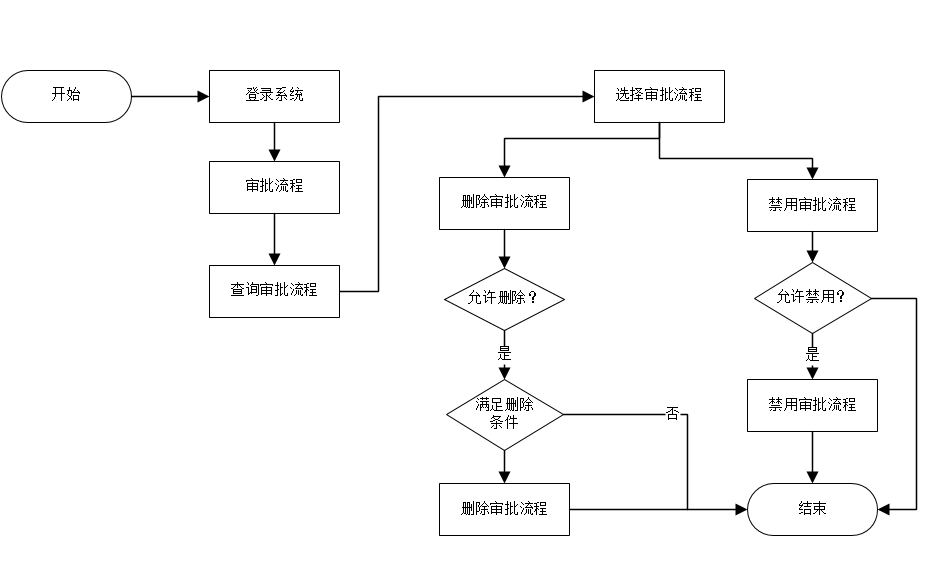 开始
登录系统
审批流程
查询审批流程
选择审批流程
删除审批流程
允许删除？
是
满足删除
条件
否
删除审批流程
禁用审批流程
允许禁用？
是
禁用审批流程
结束